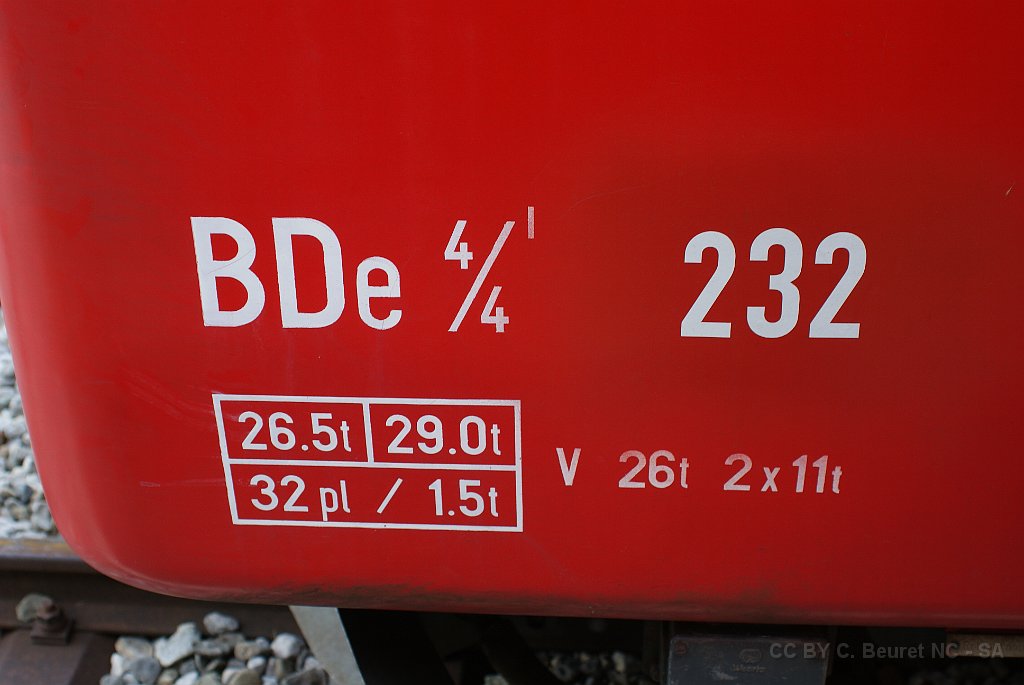 BDe 4/4 I 232
26.5t 29.0t
32 pl / 1.5t V 26t 2 x 11t
CC BY C. Beuret NC - SA